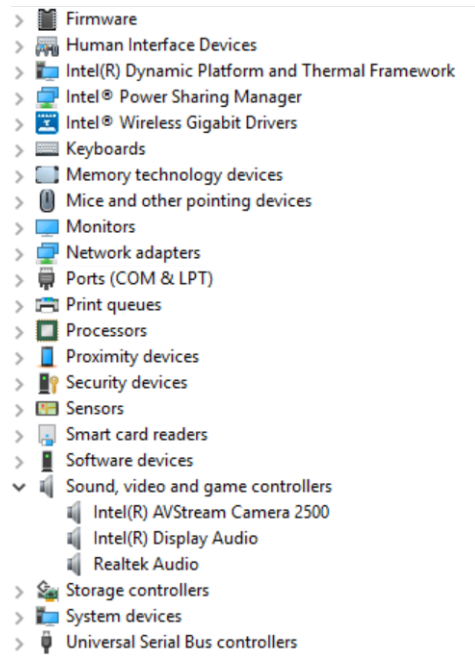 Firmware
Human Interface Devices
Intel(R) Dynamic Platform and Thermal Framework
Intel® Power Sharing Manager
Intel® Wireless Gigabit Drivers
Keyboards
Memory technology devices
Mice and other pointing devices
Monitors
Network adapters
Ports (COM & LPT)
Print queues
Processors
Proximity devices
Security devices
Sensors
Smart card readers
Software devices
Sound, video and game controllers
Intel(R) AVStream Camera 2500
Intel(R) Display Audio
Realtek Audio
Storage controllers
System devices
Universal Serial Bus controllers